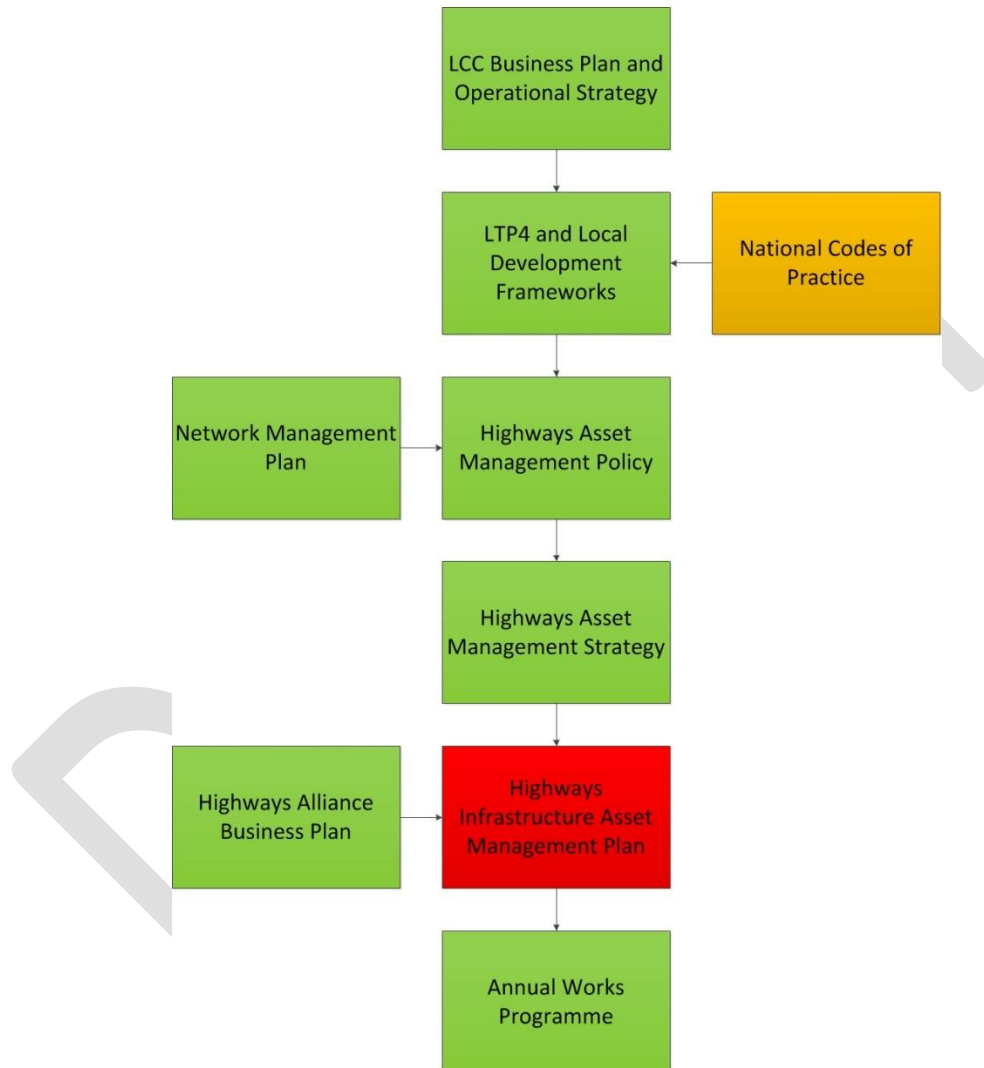 LCC Business Plan and
Operational Strategy
LTP4 and Local
Development
Frameworks
National Codes of
Practice
Network Management
Plan
Highways Asset
Management Policy
Highways Asset
Management Strategy
Highways Alliance
Business Plan
Highways
Infrastructure Asset
Management Plan
Annual Works
Programme